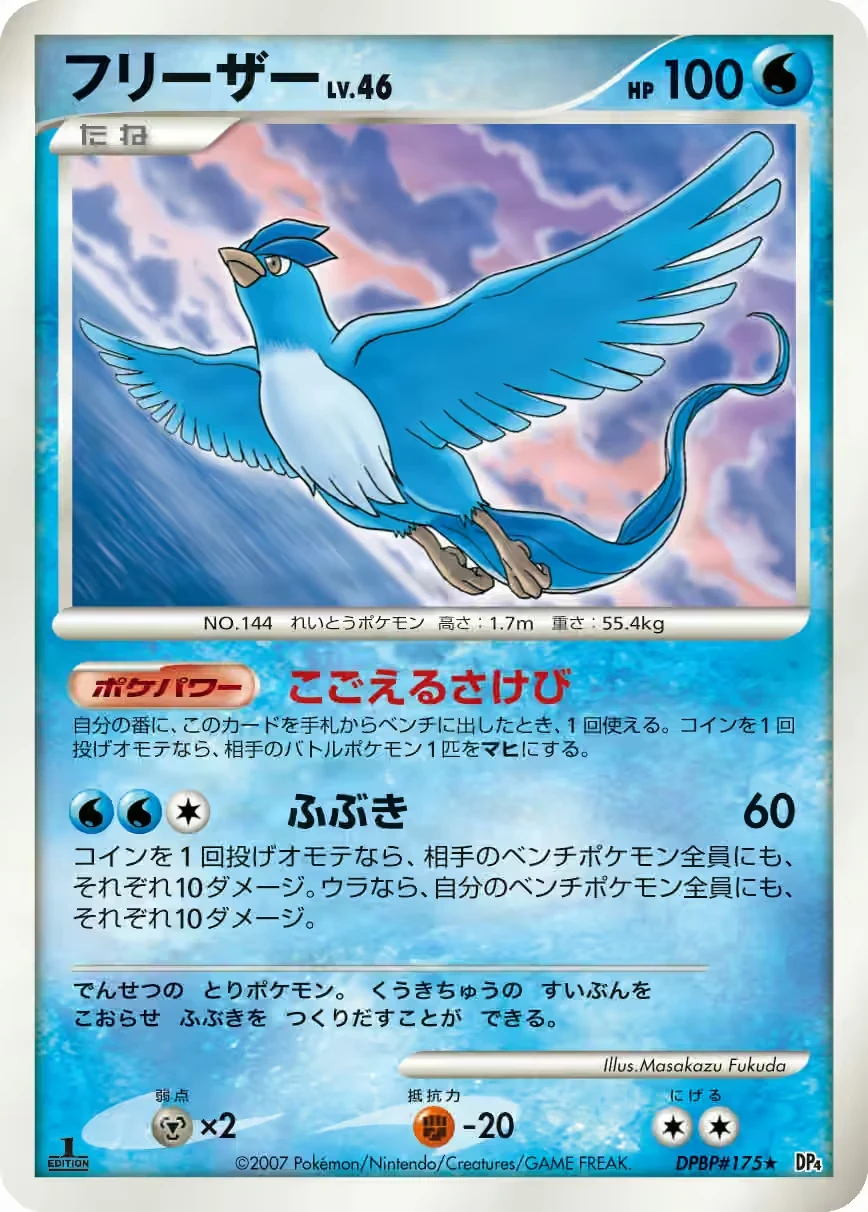 フリーザー LV.46 HP 100
たね
NO.144 れいとうポケモン 高さ:1.7m 重さ:55.4kg
ポケパワー こごえるさけび
自分の番に、このカードを手札からベンチに出したとき、1回使える。コインを1回
投げオモテなら、相手のバトルポケモン1匹をマヒにする。
ふぶき 60
コインを1回投げオモテなら、相手のベンチポケモン全員にも、
それぞれ10ダメージ。ウラなら、自分のベンチポケモン全員にも、
それぞれ10ダメージ。
でんせつの とりポケモン。 くうきちゅうの すいぶんを
こおらせ ふぶきを つくりだすことが できる。
Illus.Masakazu Fukuda
弱点 抵抗力 にげる
×2 -20
1 EDITION ©2007 Pokémon/Nintendo/Creatures/GAME FREAK. DPBP#175★ DP4